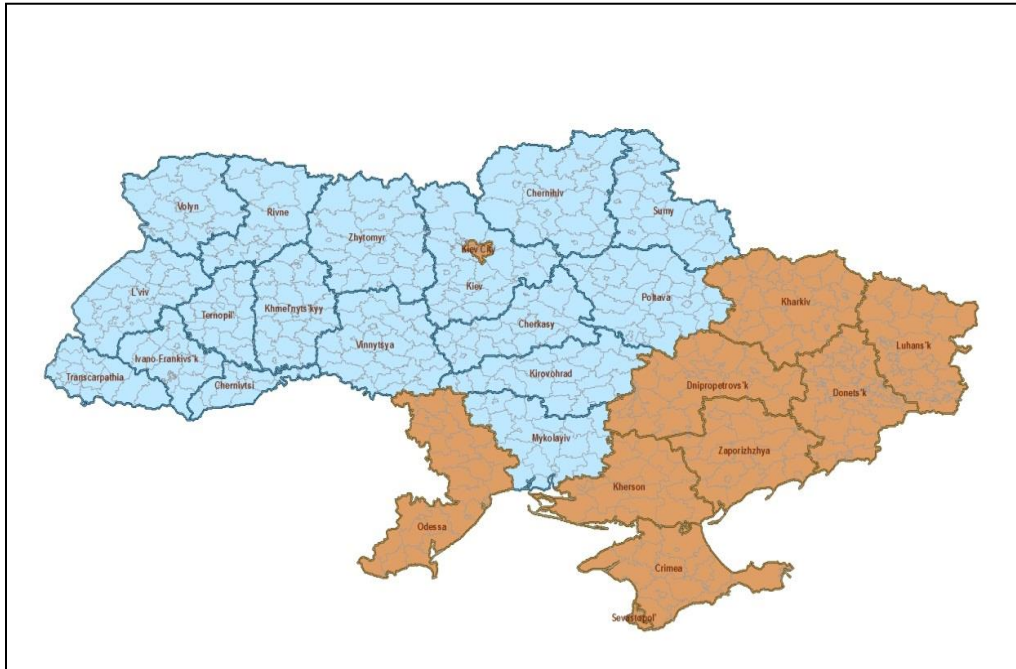 Chernihiv
Sumy
Volyn
Rivne
Zhytomyr
Kiev City
Kiev
L'viv
Ternopil'
Khmel'nyts'kyy
Poltava
Kharkiv
Cherkasy
Vinnytsya
Luhans'k
Ivano-Frankivs'k
Transcarpathia
Chernivtsi
Kirovohrad
Dnipropetrovs'k
Donets'k
Mykolayiv
Zaporizhzhya
Kherson
Odessa
Crimea
Sevastopol'